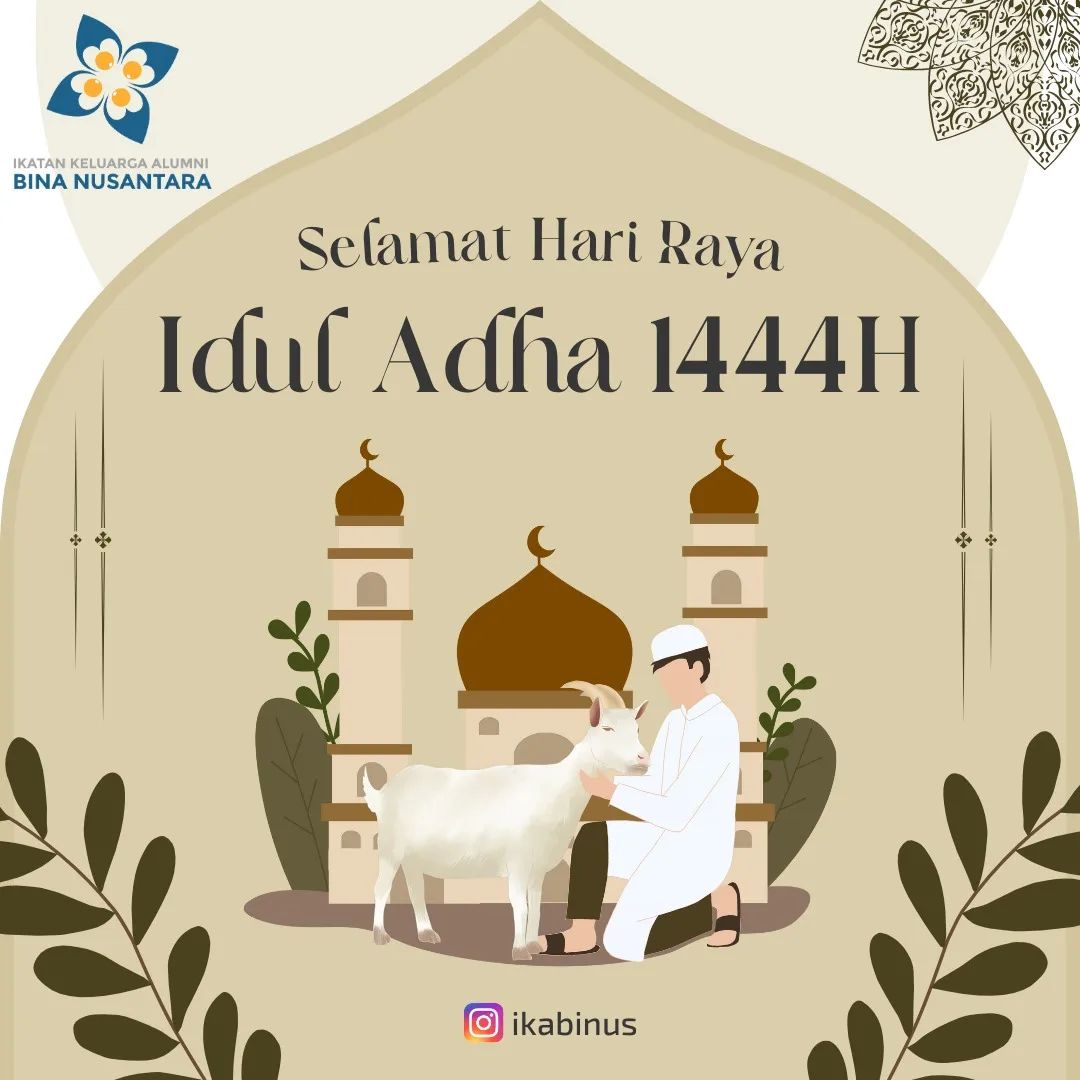 IKATAN KELUARGA ALUMNI
BINA NUSANTARA
Selamat Hari Raya
Idul Adha 1444H
ikabinus